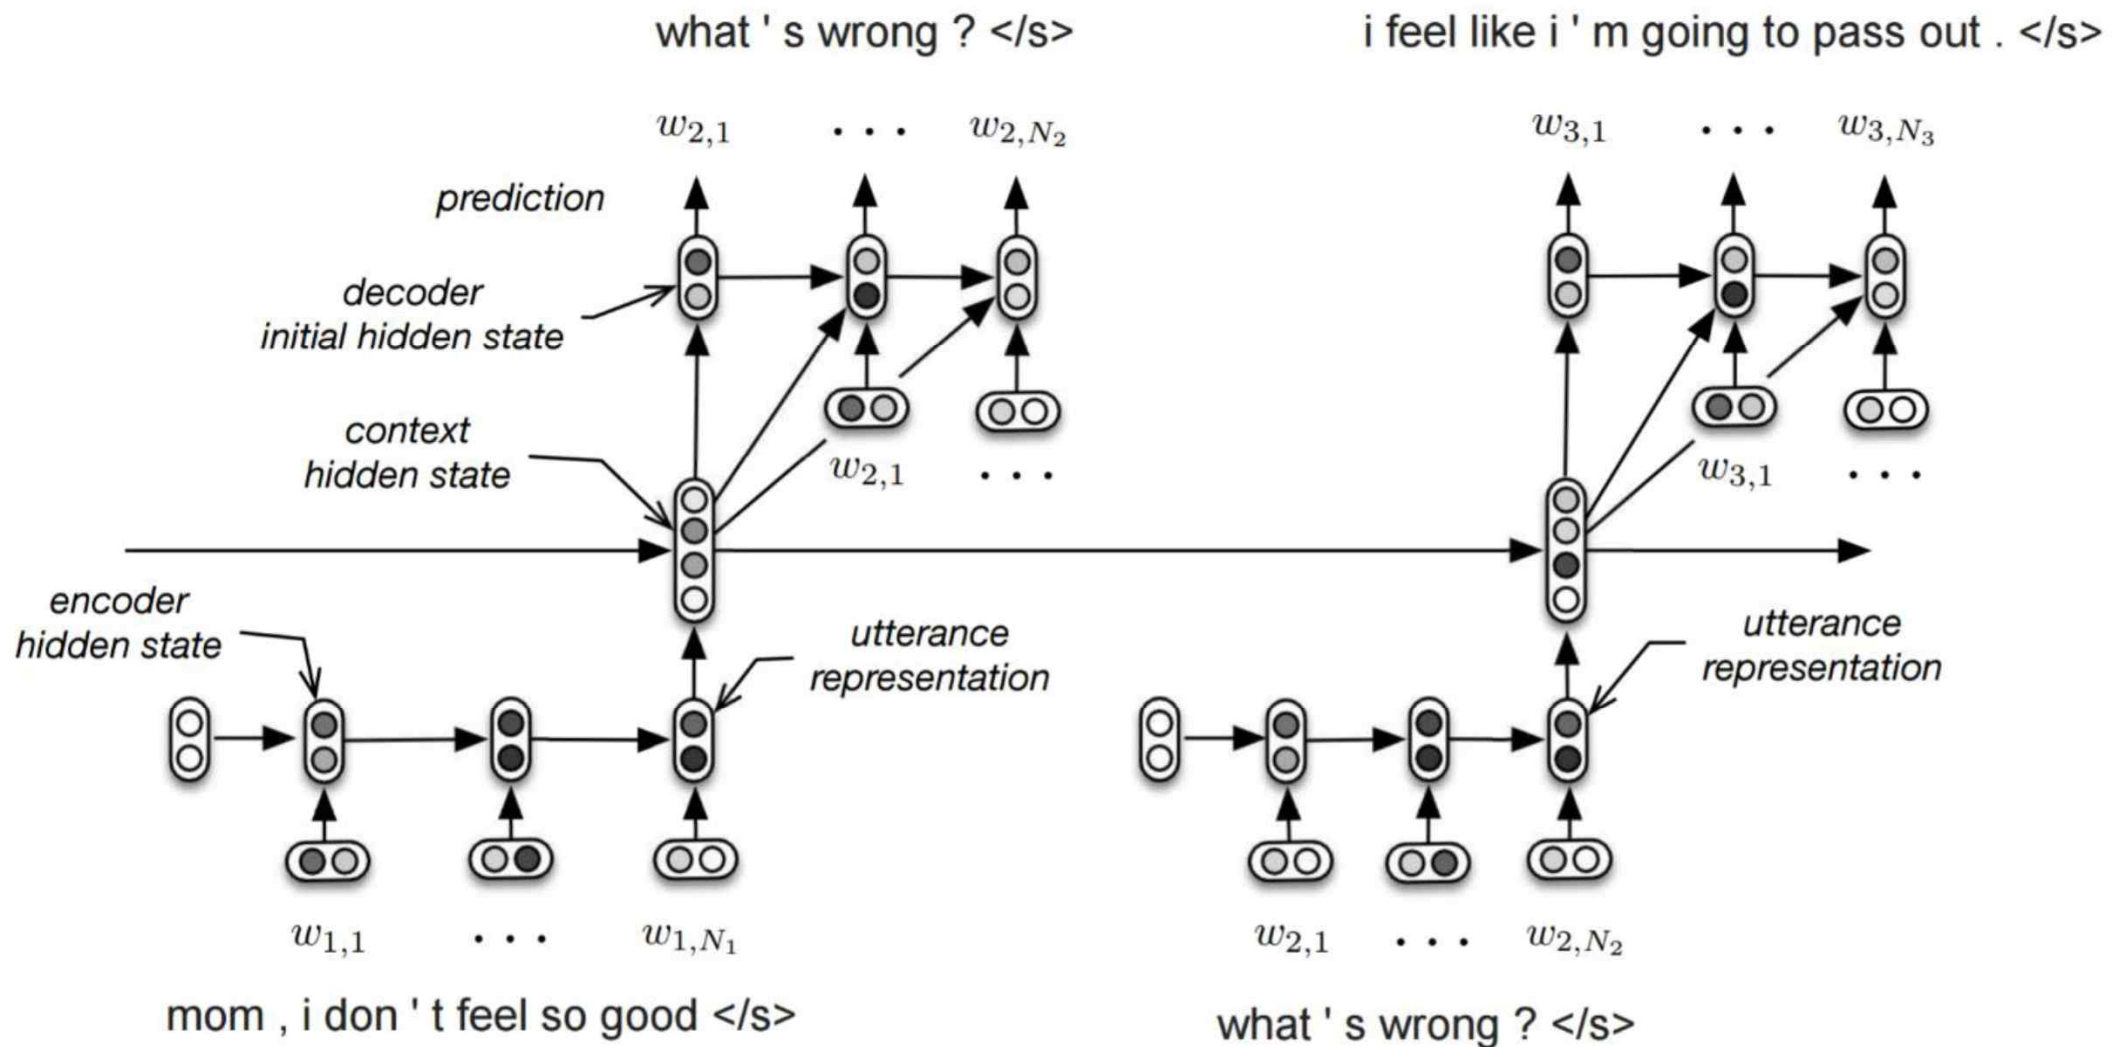 what ' s wrong ? </s>
i feel like i ' m going to pass out . </s>
w2,1 . . . w2,N2
w3,1 . . . w3,N3
prediction
decoder
initial hidden state
context
hidden state
w2,1 . . .
w3,1 . . .
encoder
hidden state
utterance
representation
utterance
representation
w1,1 . . . w1,N1
w2,1 . . . w2,N2
mom , i don ' t feel so good </s>
what ' s wrong ? </s>